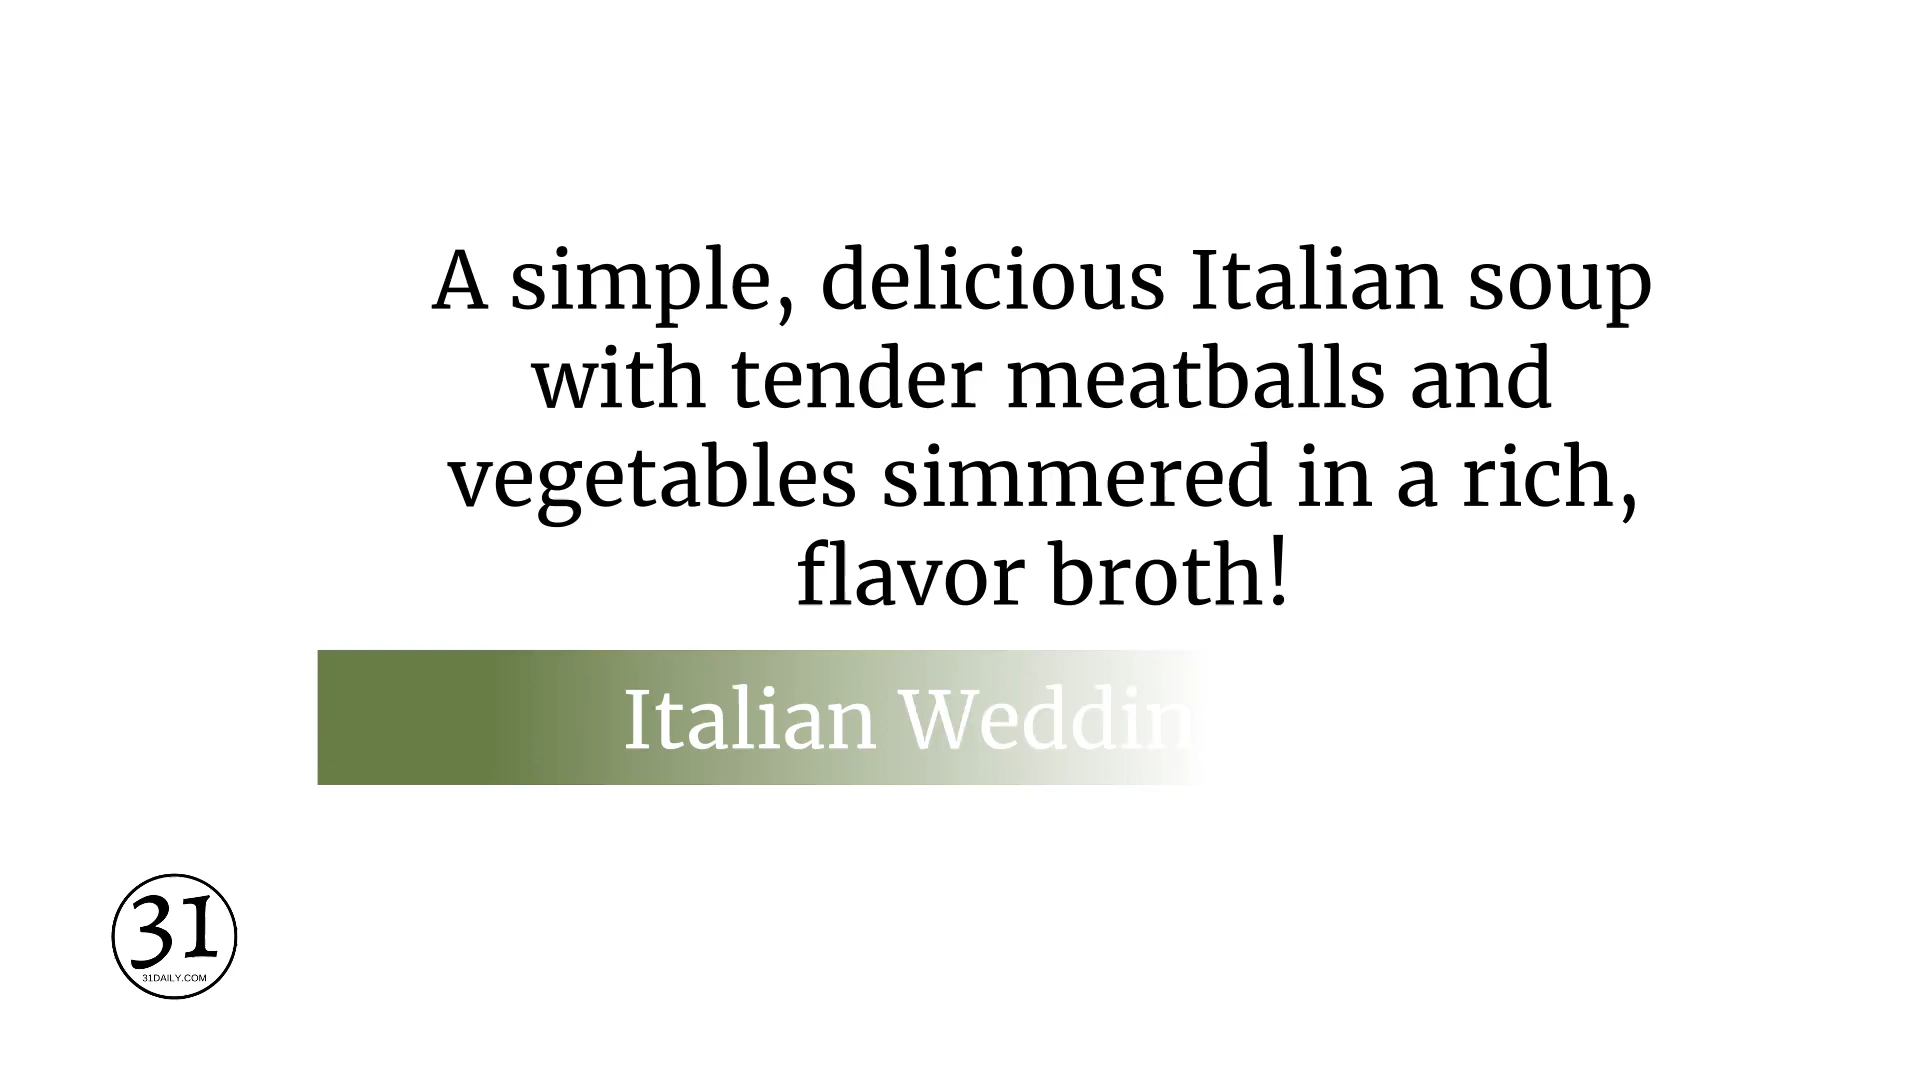 A simple, delicious Italian soup
with tender meatballs and
vegetables simmered in a rich,
flavor broth!
Italian Weddin
31
31DAILY.COM